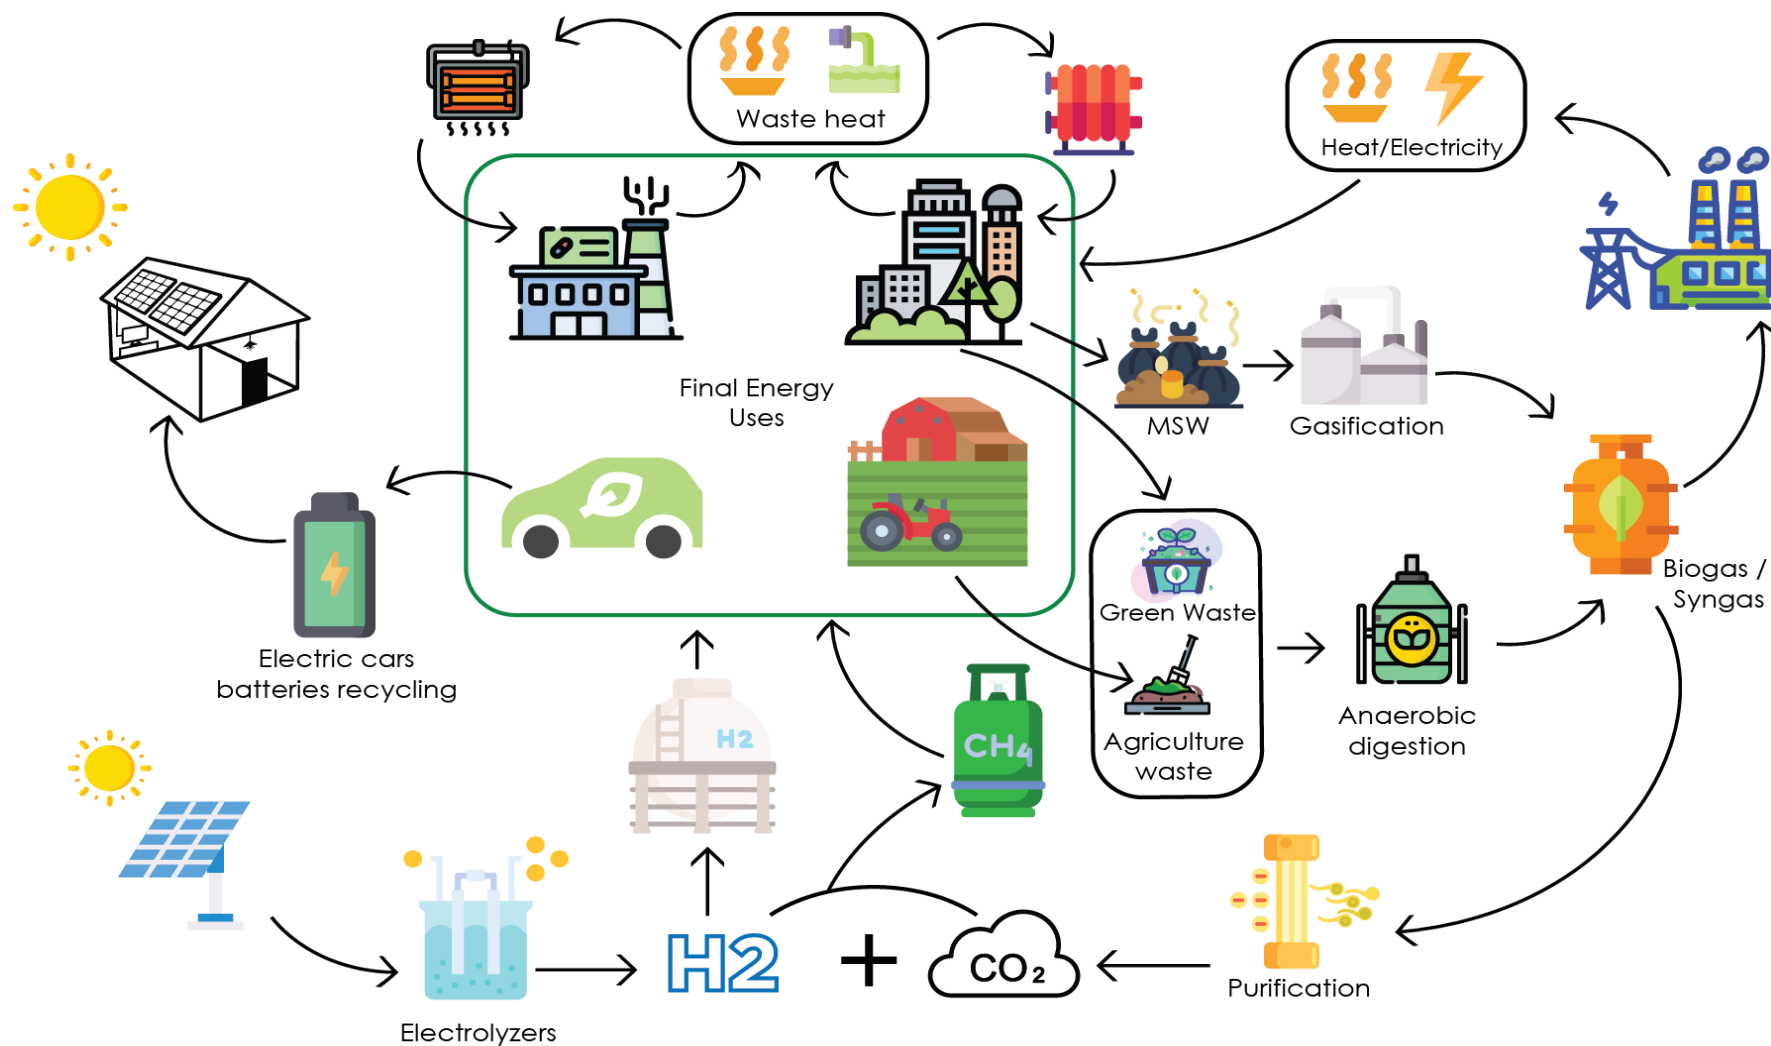 Waste heat
Heat/Electricity
Final Energy
Uses
MSW
Gasification
Biogas /
Syngas
Green Waste
Agriculture
waste
Anaerobic
digestion
Electric cars
batteries recycling
H2
CH4
H2
+
CO2
Purification
Electrolyzers